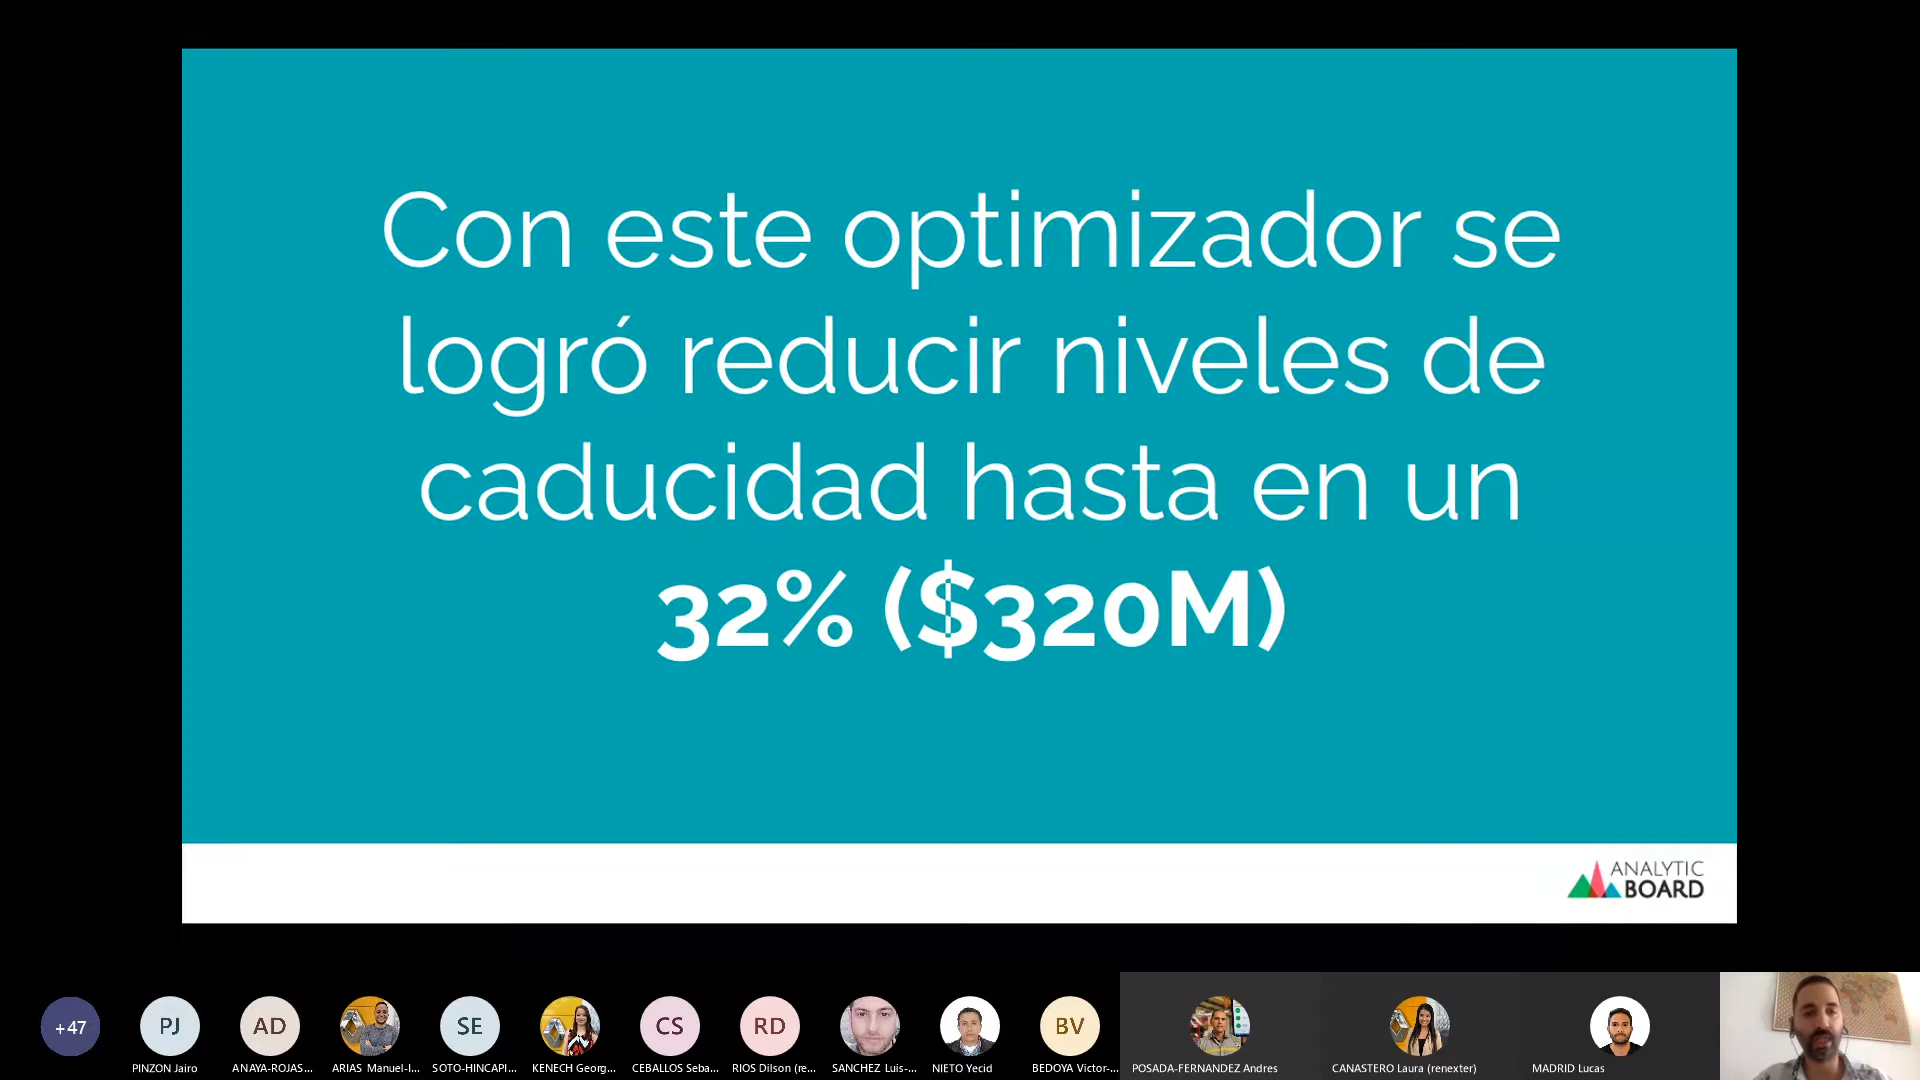 Con este optimizador se
logró reducir niveles de
caducidad hasta en un
32% ($320M)
ANALYTIC
BOARD
+47
PJ
AD
SE
CS
RD
BV
PINZON Jairo
ANAYA-ROJAS...
ARIAS Manuel-I...
SOTO-HINCAPI...
KENECH Georg...
CEBALLOS Seba...
RIOS Dilson (re...
SANCHEZ Luis-...
NIETO Yecid
BEDOYA Victor-...
POSADA-FERNANDEZ Andres
CANASTERO Laura (renexter)
MADRID Lucas